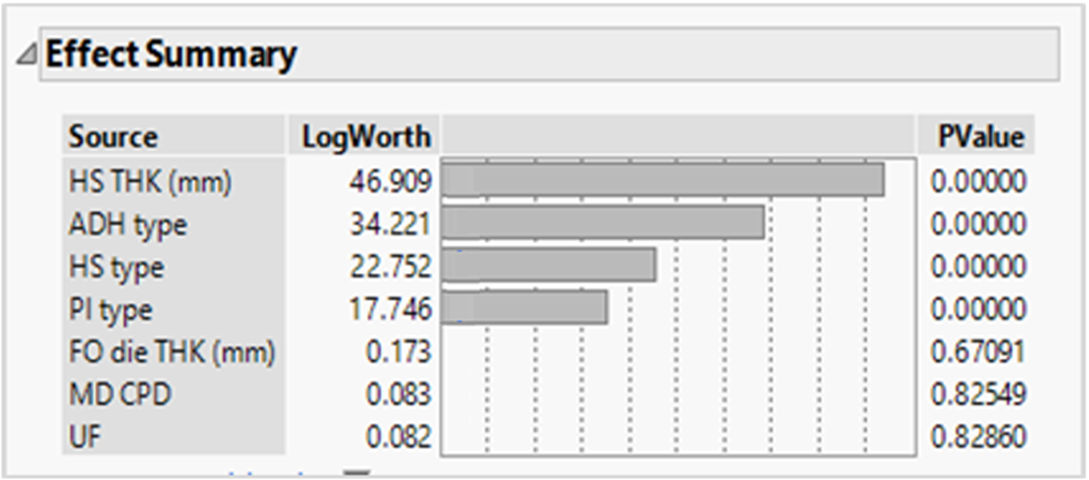 Effect Summary
Source LogWorth PValue
HS THK (mm) 46.909 0.00000
ADH type 34.221 0.00000
HS type 22.752 0.00000
PI type 17.746 0.00000
FO die THK (mm) 0.173 0.67091
MD CPD 0.083 0.82549
UF 0.082 0.82860